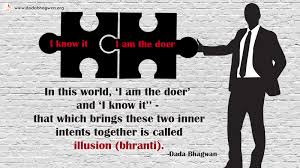 www.dadabhagwan.org
I know it
I am the doer
In this world, 'I am the doer'
and 'I know it'' -
that which brings these two inner
intents together is called
illusion (bhranti).
-Dada Bhagwan